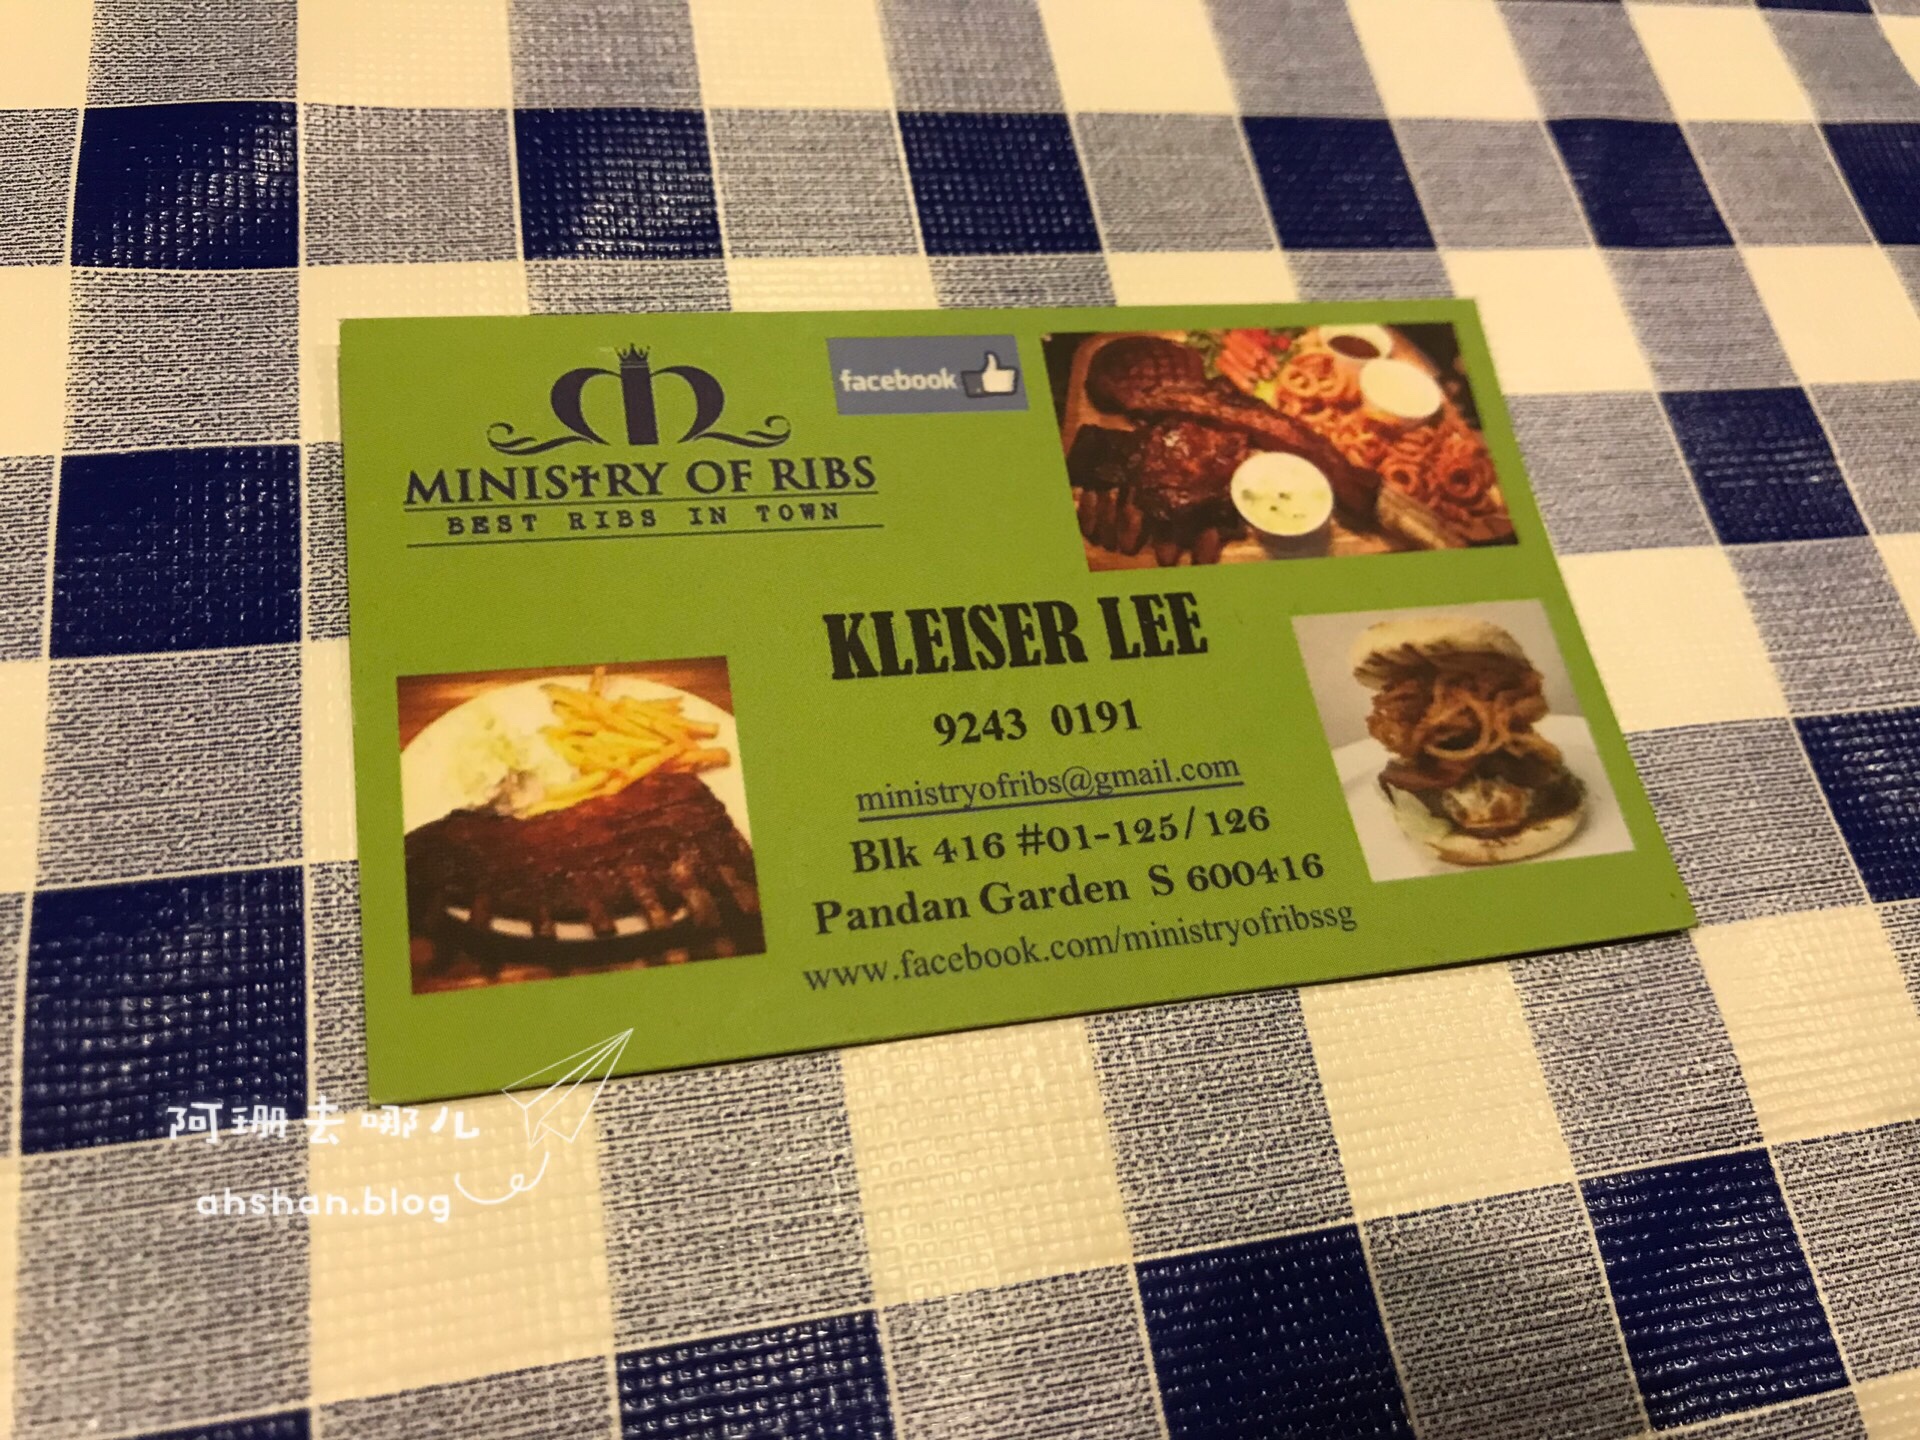 facebook
MINISTRY OF RIBS
BEST RIBS IN TOWN
KLEISER LEE
9243 0191
ministryofribs@gmail.com
Blk 416 #01-125/126
Pandan Garden S 600416
www.facebook.com/ministryofribssg
阿珊去哪儿
ahshan.blog